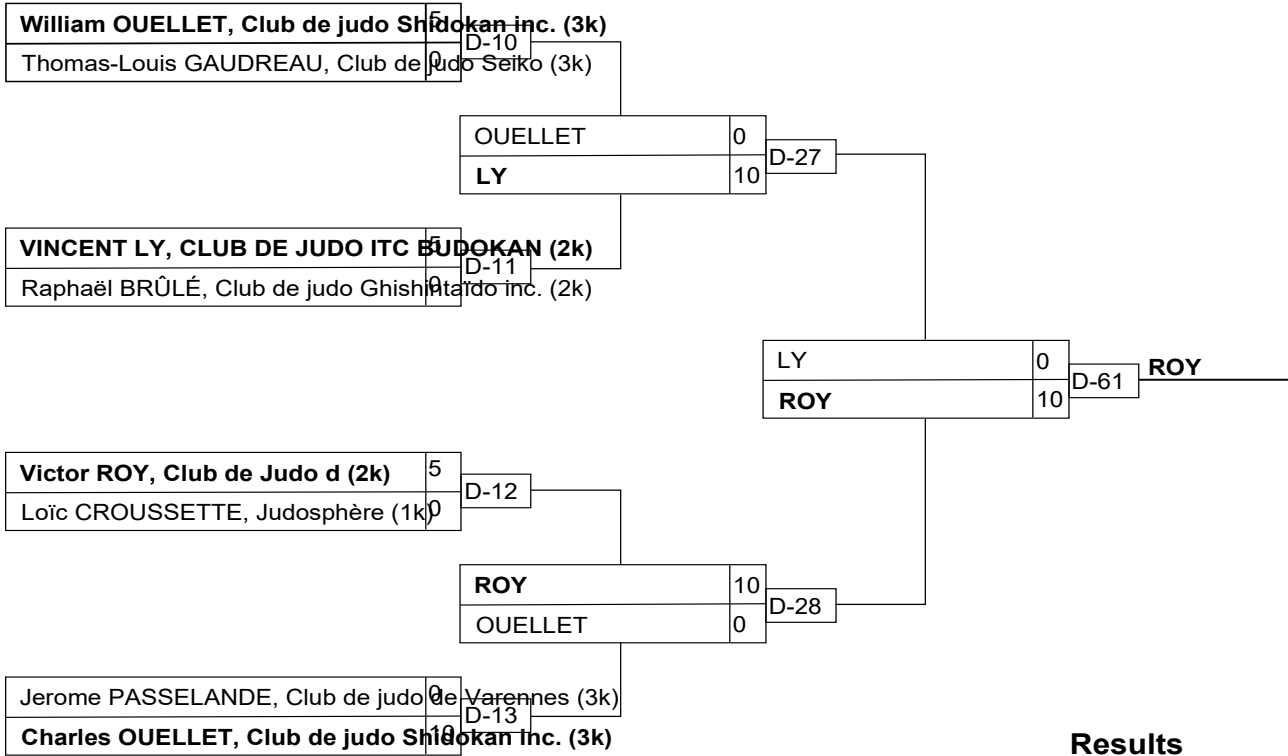 William OUELLET, Club de judo Shidokan inc. (3k) 5
D-10
Thomas-Louis GAUDREAU, Club de judo Seiko (3k) 0
OUELLET 0
D-27
LY 10
VINCENT LY, CLUB DE JUDO ITC BUDOKAN (2k) 5
D-11
Raphaël BRÛLÉ, Club de judo Ghishintaïdo inc. (2k) 0
LY 0
D-61 ROY
ROY 10
Victor ROY, Club de Judo d (2k) 5
D-12
Loïc CROUSSETTE, Judosphère (1k) 0
ROY 10
D-28
OUELLET 0
Jerome PASSELANDE, Club de judo de Varennes (3k) 0
D-13
Charles OUELLET, Club de judo Shidokan inc. (3k) 10
Results